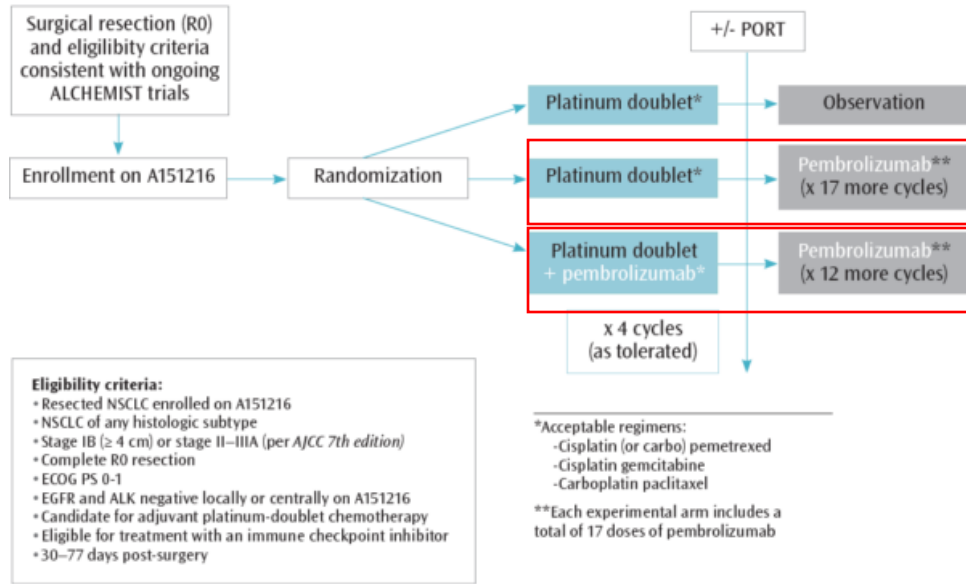 Surgical resection (R0)
and eligilibity criteria
consistent with ongoing
ALCHEMIST trials
Enrollment on A151216
Randomization
+/- PORT
Platinum doublet*
Observation
Platinum doublet*
Pembrolizumab**
(x 17 more cycles)
Platinum doublet
+ pembrolizumab*
Pembrolizumab**
(x 12 more cycles)
x 4 cycles
(as tolerated)
Eligibility criteria:
• Resected NSCLC enrolled on A151216
• NSCLC of any histologic subtype
• Stage IB (≥ 4 cm) or stage II–IIIA (per AJCC 7th edition)
• Complete R0 resection
• ECOG PS 0-1
• EGFR and ALK negative locally or centrally on A151216
• Candidate for adjuvant platinum-doublet chemotherapy
• Eligible for treatment with an immune checkpoint inhibitor
• 30–77 days post-surgery
*Acceptable regimens:
-Cisplatin (or carbo) pemetrexed
-Cisplatin gemcitabine
-Carboplatin paclitaxel
**Each experimental arm includes a
total of 17 doses of pembrolizumab